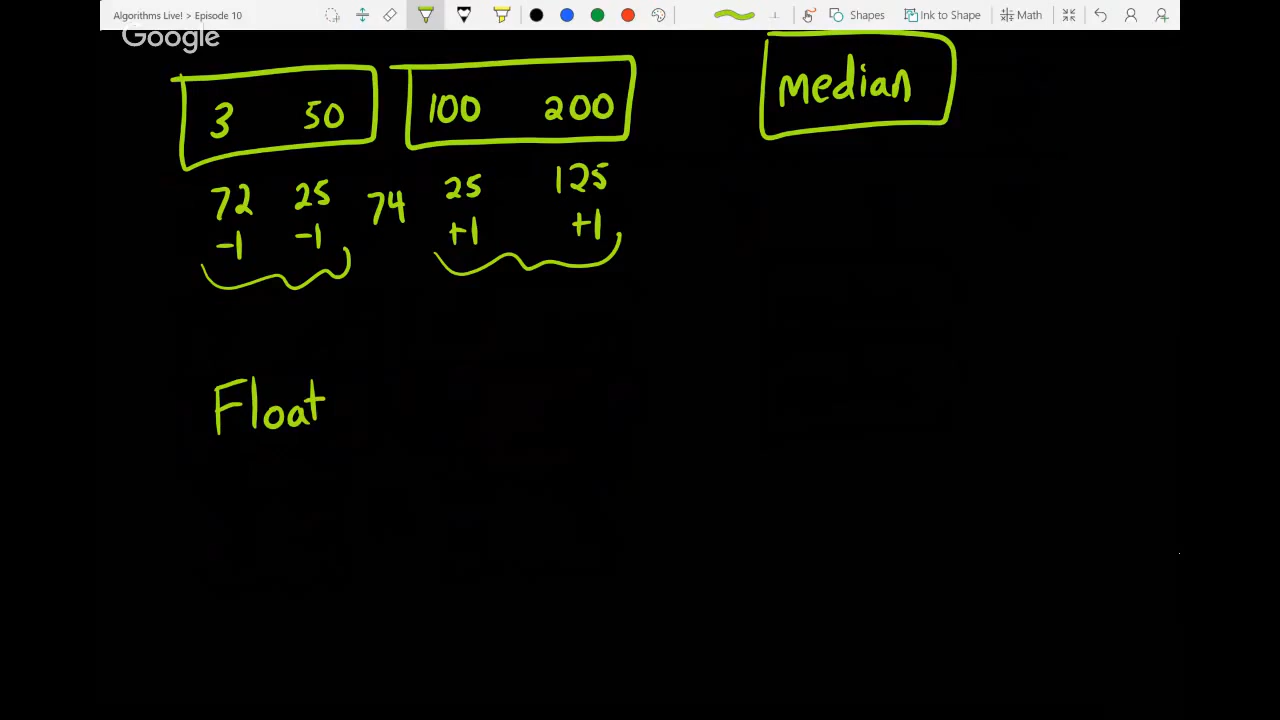 Algorithms Live! > Episode 10
Shapes
Ink to Shape
Math
Google
3 50 100 200
median
72 25 74 25 125
-1 -1 +1 +1
Float